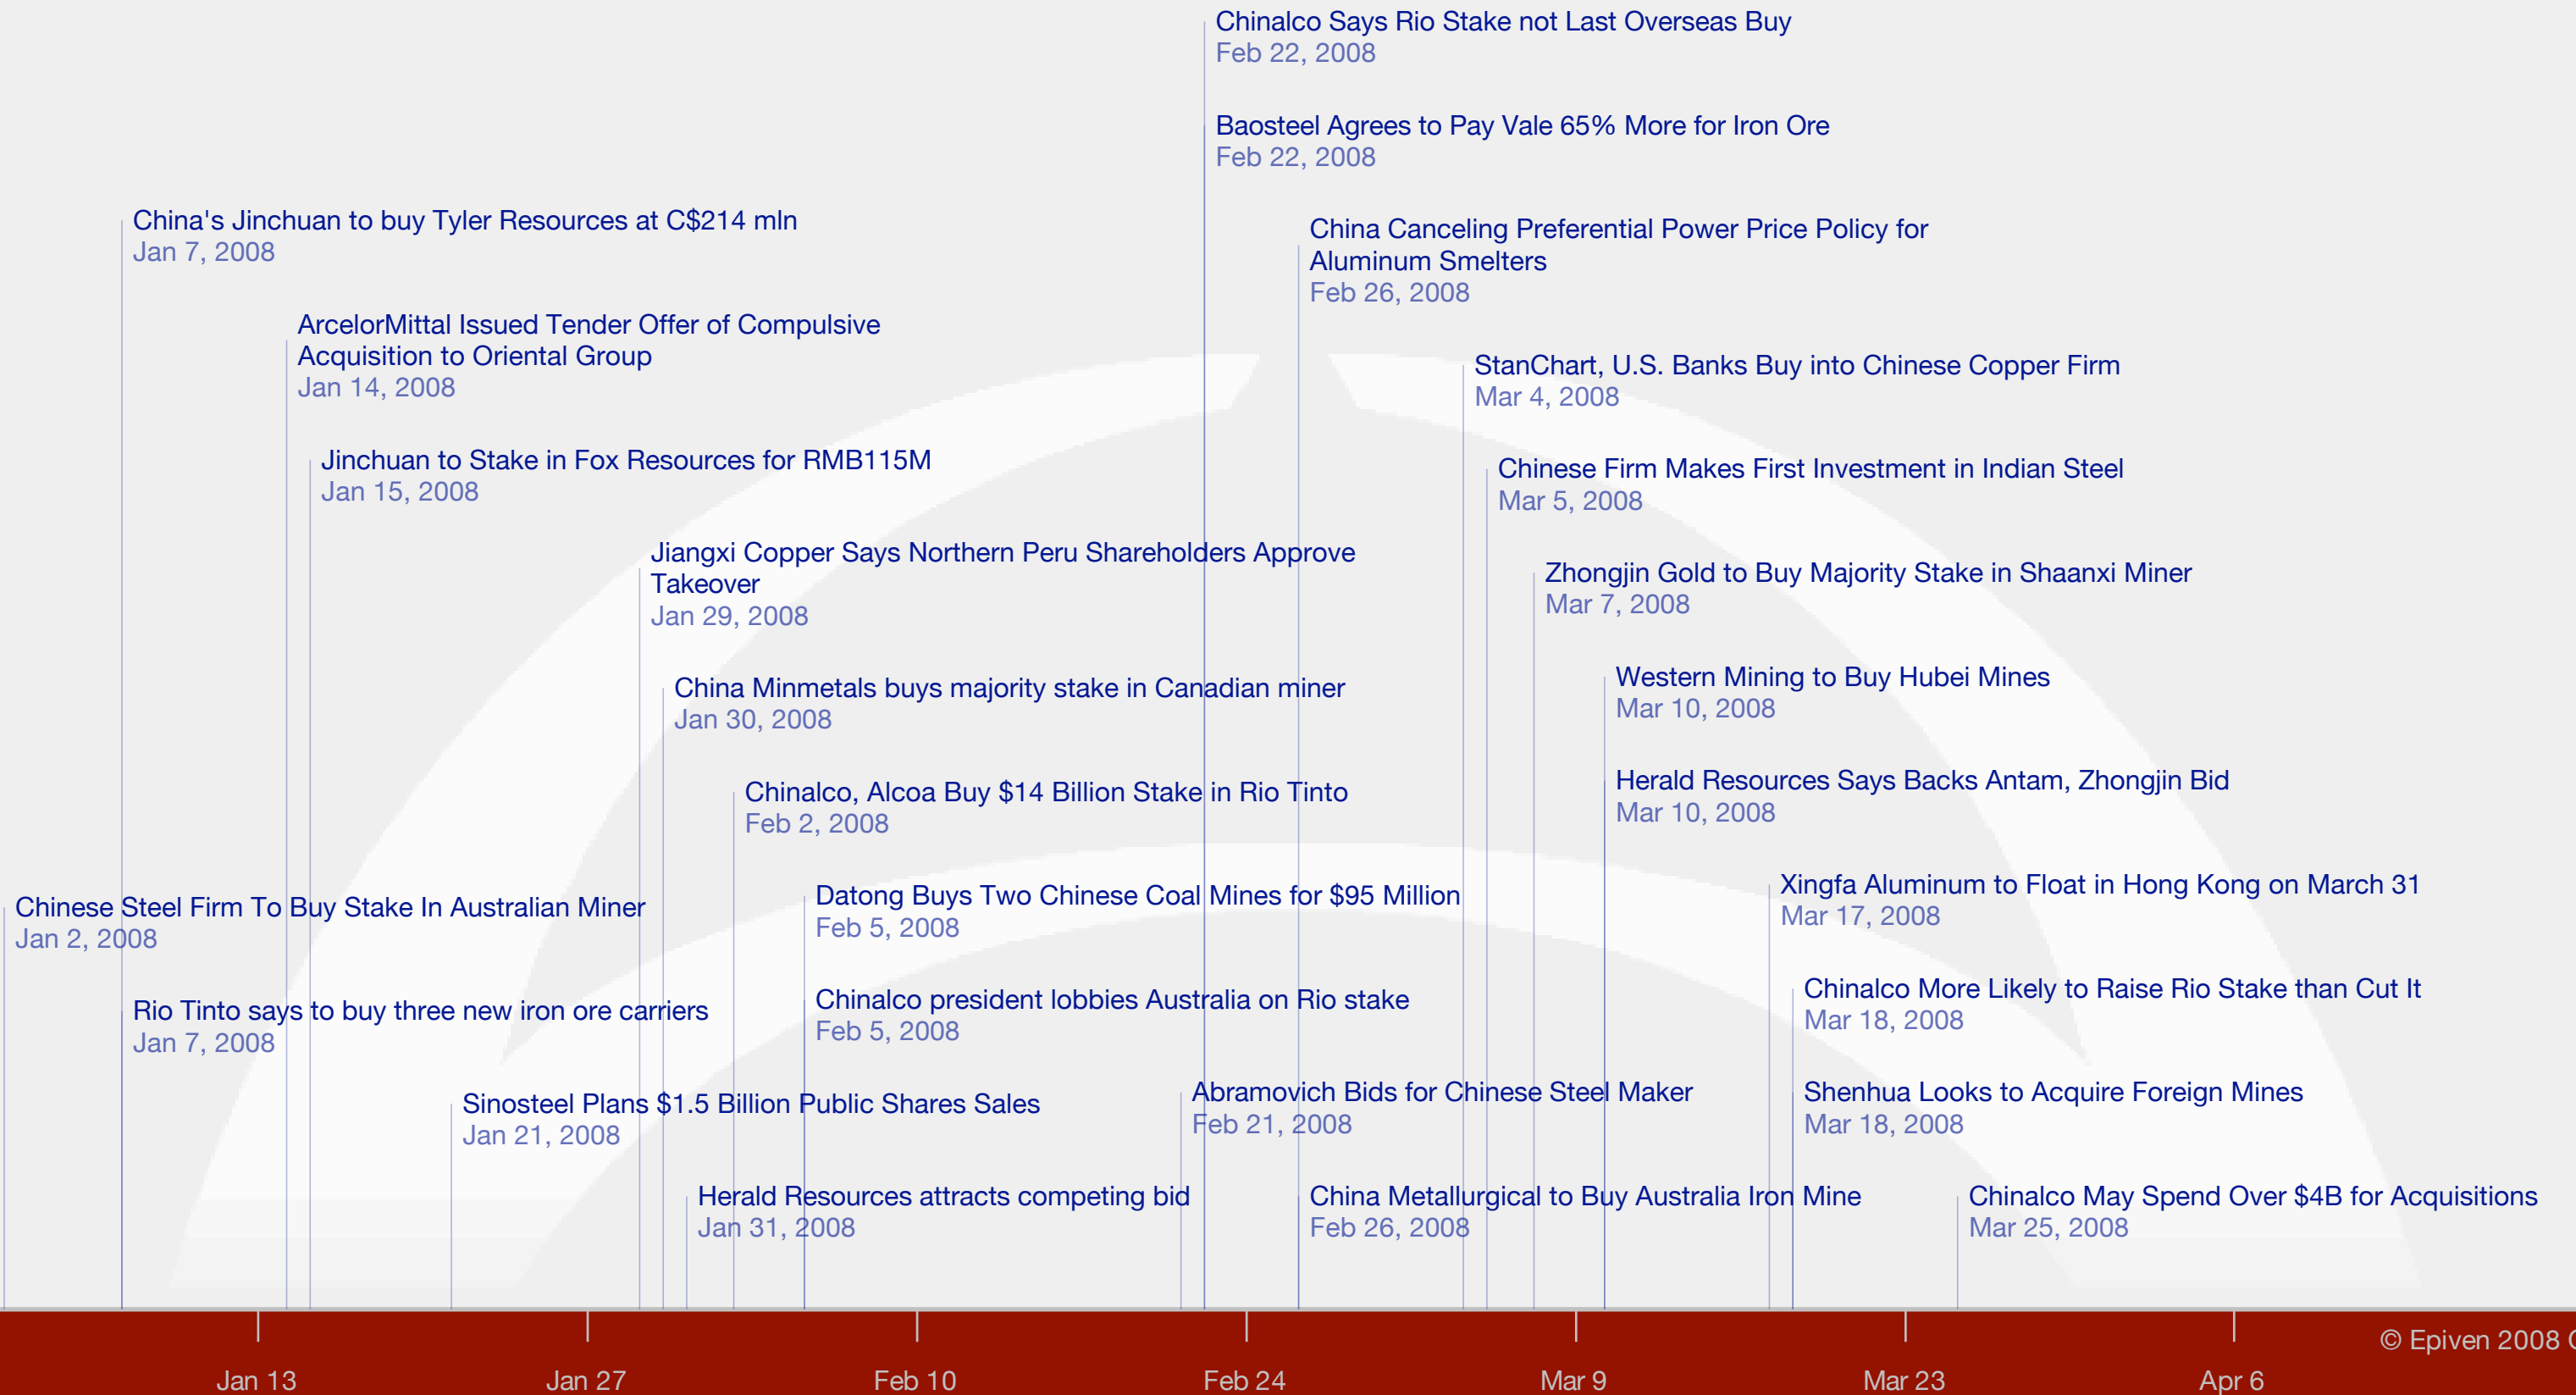 Chinalco Says Rio Stake not Last Overseas Buy
Feb 22, 2008
Baosteel Agrees to Pay Vale 65% More for Iron Ore
Feb 22, 2008
China's Jinchuan to buy Tyler Resources at C$214 mln
Jan 7, 2008
China Canceling Preferential Power Price Policy for
Aluminum Smelters
Feb 26, 2008
ArcelorMittal Issued Tender Offer of Compulsive
Acquisition to Oriental Group
Jan 14, 2008
StanChart, U.S. Banks Buy into Chinese Copper Firm
Mar 4, 2008
Jinchuan to Stake in Fox Resources for RMB115M
Jan 15, 2008
Chinese Firm Makes First Investment in Indian Steel
Mar 5, 2008
Jiangxi Copper Says Northern Peru Shareholders Approve
Takeover
Jan 29, 2008
Zhongjin Gold to Buy Majority Stake in Shaanxi Miner
Mar 7, 2008
China Minmetals buys majority stake in Canadian miner
Jan 30, 2008
Western Mining to Buy Hubei Mines
Mar 10, 2008
Chinalco, Alcoa Buy $14 Billion Stake in Rio Tinto
Feb 2, 2008
Herald Resources Says Backs Antam, Zhongjin Bid
Mar 10, 2008
Chinese Steel Firm To Buy Stake In Australian Miner
Jan 2, 2008
Datong Buys Two Chinese Coal Mines for $95 Million
Feb 5, 2008
Xingfa Aluminum to Float in Hong Kong on March 31
Mar 17, 2008
Rio Tinto says to buy three new iron ore carriers
Jan 7, 2008
Chinalco president lobbies Australia on Rio stake
Feb 5, 2008
Chinalco More Likely to Raise Rio Stake than Cut It
Mar 18, 2008
Sinosteel Plans $1.5 Billion Public Shares Sales
Jan 21, 2008
Abramovich Bids for Chinese Steel Maker
Feb 21, 2008
Shenhua Looks to Acquire Foreign Mines
Mar 18, 2008
Herald Resources attracts competing bid
Jan 31, 2008
China Metallurgical to Buy Australia Iron Mine
Feb 26, 2008
Chinalco May Spend Over $4B for Acquisitions
Mar 25, 2008
© Epiven 2008
Jan 13
Jan 27
Feb 10
Feb 24
Mar 9
Mar 23
Apr 6